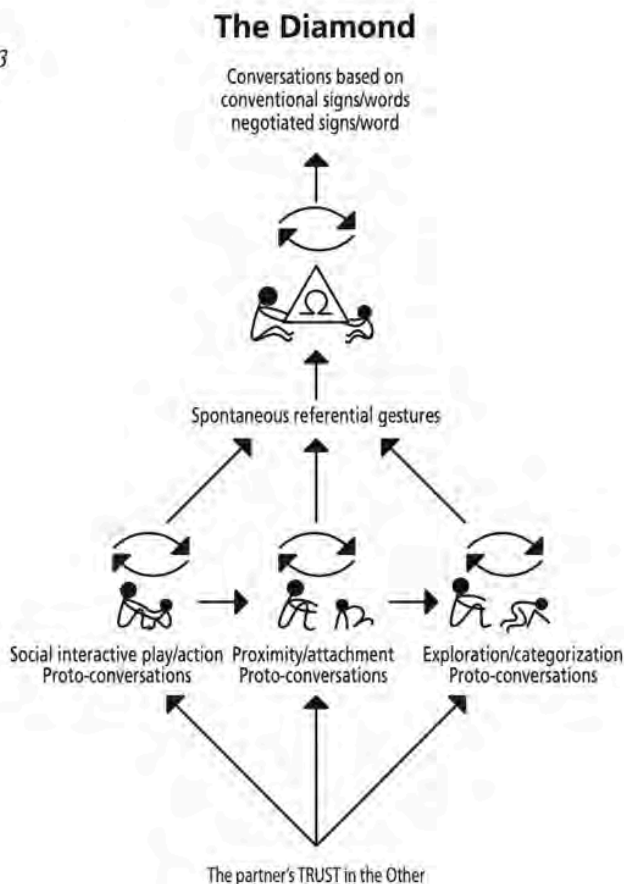 The Diamond
3
Conversations based on
conventional signs/words
negotiated signs/word
Ω
Spontaneous referential gestures
Social interactive play/action
Proto-conversations
Proximity/attachment
Proto-conversations
Exploration/categorization
Proto-conversations
The partner's TRUST in the Other